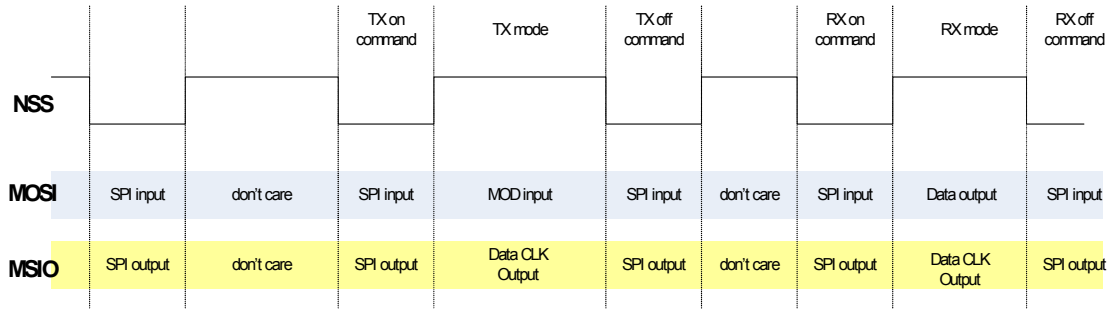 TX on command
TX mode
TX off command
RX on command
RX mode
RX off command
NSS
MOSI
SPI input
don't care
SPI input
MOD input
SPI input
don't care
SPI input
Data output
SPI input
MSIO
SPI output
don't care
SPI output
Data CLK Output
SPI output
don't care
SPI output
Data CLK Output
SPI output